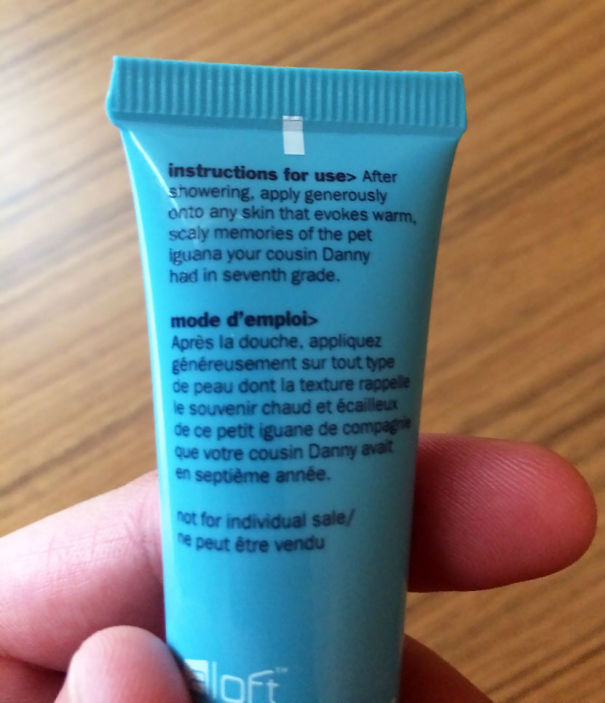 instructions for use> After
showering, apply generously
onto any skin that evokes warm,
scaly memories of the pet
iguana your cousin Danny
had in seventh grade.
mode d'emploi>
Après la douche, appliquez
généreusement sur tout type
de peau dont la texture rappelle
le souvenir chaud et écailleux
de ce petit iguane de compagnie
que votre cousin Danny avait
en septième année.
not for individual sale/
ne peut être vendu
aloft™